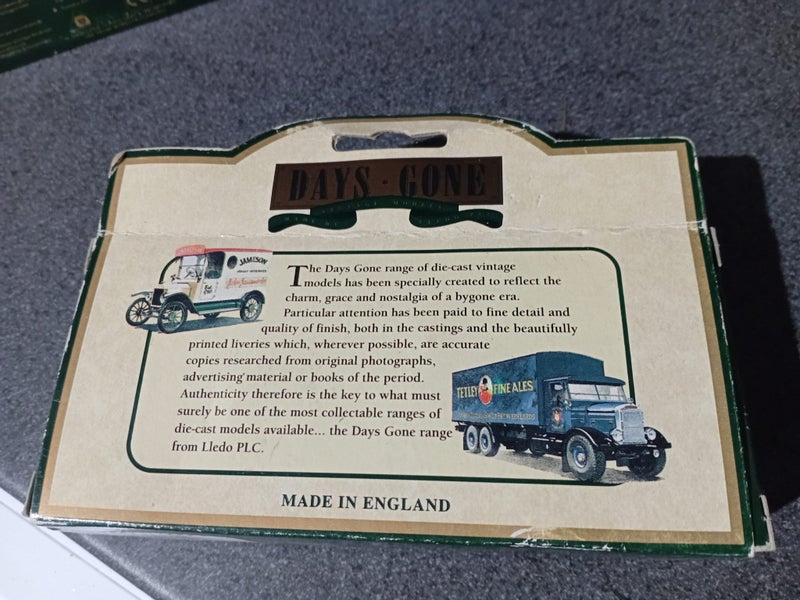 DAYS · GONE
JAMESON
The Days Gone range of die-cast vintage
models has been specially created to reflect the
charm, grace and nostalgia of a bygone era.
Particular attention has been paid to fine detail and
quality of finish, both in the castings and the beautifully
printed liveries which, wherever possible, are accurate
copies researched from original photographs,
advertising material or books of the period.
Authenticity therefore is the key to what must
surely be one of the most collectable ranges of
die-cast models available... the Days Gone range
from Lledo PLC.
TETLEY FINE ALES
MADE IN ENGLAND